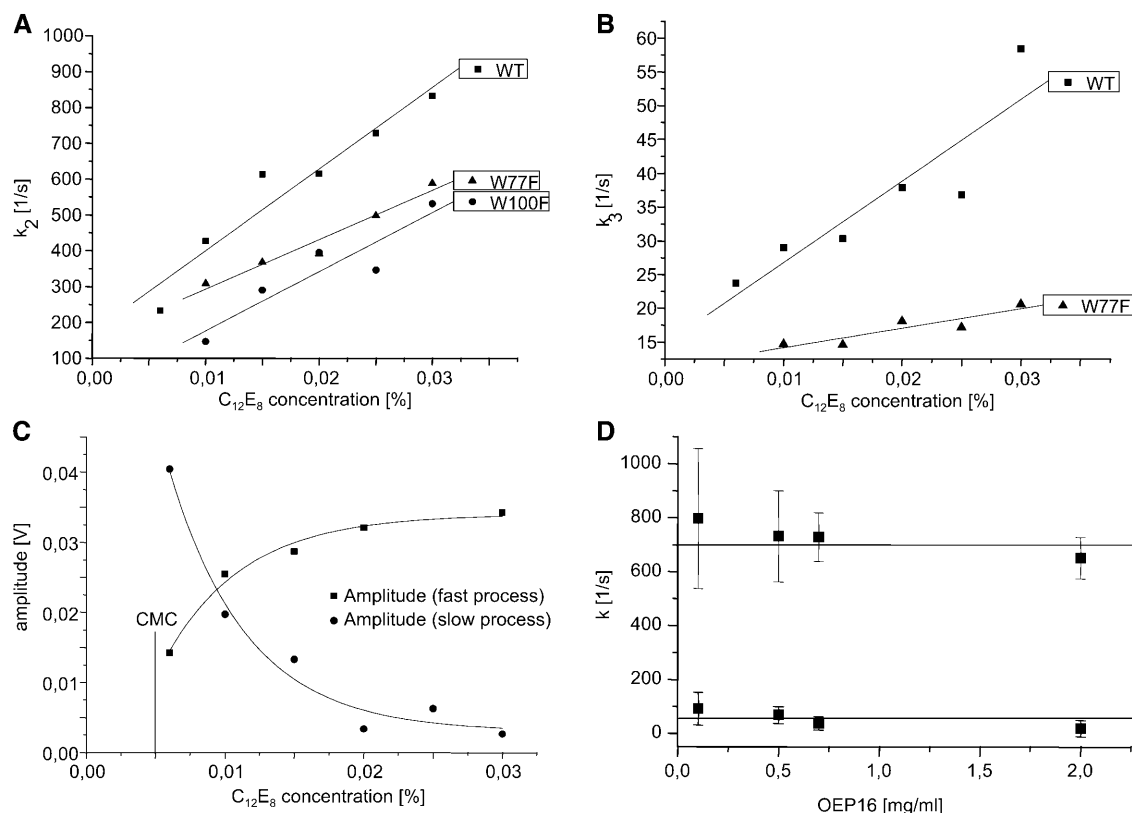 A
1000
900
800
700
600
500
400
300
200
100
k2 [1/s]
WT
W77F
W100F
0,00
0,01
0,02
0,03
C12E8 concentration [%]
B
60
55
50
45
40
35
30
25
20
15
k3 [1/s]
WT
W77F
0,00
0,01
0,02
0,03
C12E8 concentration [%]
C
0,04
0,03
0,02
0,01
0,00
amplitude [V]
CMC
Amplitude (fast process)
Amplitude (slow process)
0,00
0,01
0,02
0,03
C12E8 concentration [%]
D
1000
800
600
400
200
0
k [1/s]
0,0
0,5
1,0
1,5
2,0
OEP16 [mg/ml]